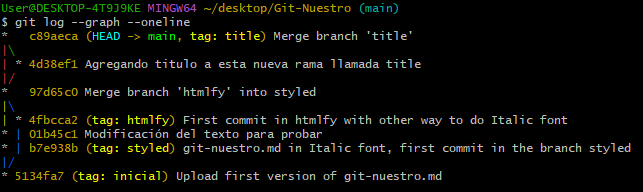 User@DESKTOP-4T9J9KE MINGW64 ~/desktop/Git-Nuestro (main)
$ git log --graph --oneline
*   c89aeca (HEAD -> main, tag: title) Merge branch 'title'
|\
| * 4d38ef1 Agregando titulo a esta nueva rama llamada title
|/
*   97d65c0 Merge branch 'htmlfy' into styled
|\
| * 4fbcca2 (tag: htmlfy) First commit in htmlfy with other way to do Italic font
* | 01b45c1 Modificación del texto para probar
* | b7e938b (tag: styled) git-nuestro.md in Italic font, first commit in the branch styled
|/
* 5134fa7 (tag: inicial) Upload first version of git-nuestro.md